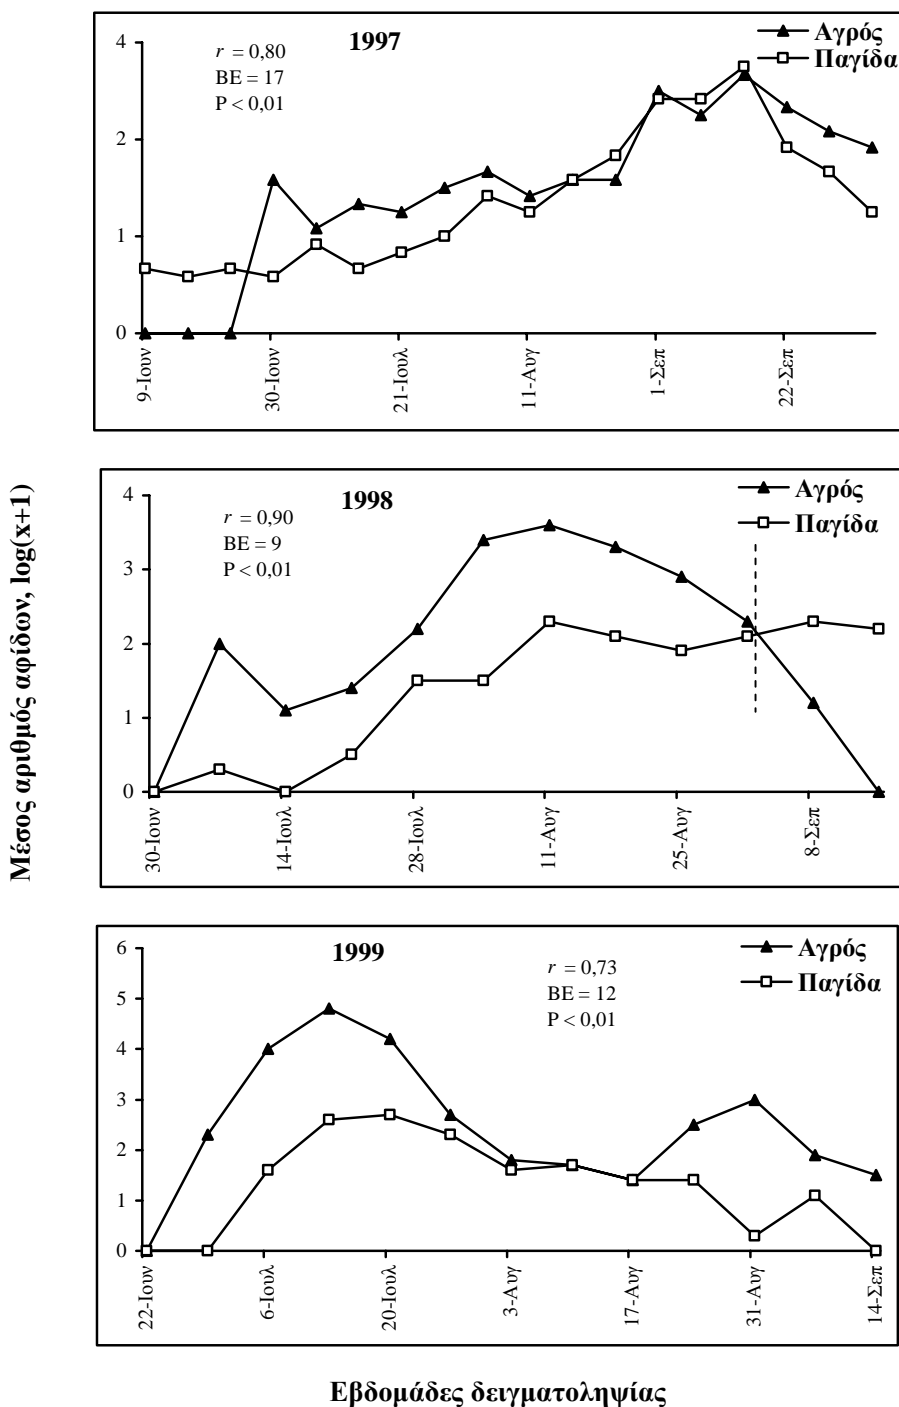 1997
r = 0,80
BE = 17
P < 0,01
Αγρός
Παγίδα
4
2
1
0
9-Ιουν
30-Ιουν
21-Ιουλ
11-Αυγ
1-Σεπ
22-Σεπ
1998
r = 0,90
BE = 9
P < 0,01
Αγρός
Παγίδα
4
3
2
1
0
30-Ιουν
14-Ιουλ
28-Ιουλ
11-Αυγ
25-Αυγ
8-Σεπ
Μέσος αριθμός αφίδων, log(x+1)
1999
r = 0,73
BE = 12
P < 0,01
Αγρός
Παγίδα
6
5
4
3
2
1
0
22-Ιουν
6-Ιουλ
20-Ιουλ
3-Αυγ
17-Αυγ
31-Αυγ
14-Σεπ
Εβδομάδες δειγματοληψίας